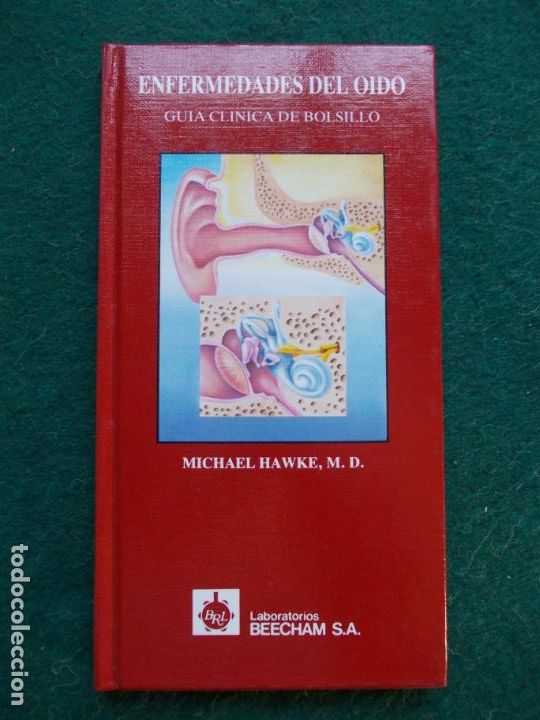 ENFERMEDADES DEL OIDO
GUIA CLINICA DE BOLSILLO
MICHAEL HAWKE, M. D.
BRL
Laboratorios
BEECHAM S.A.
todocoleccion